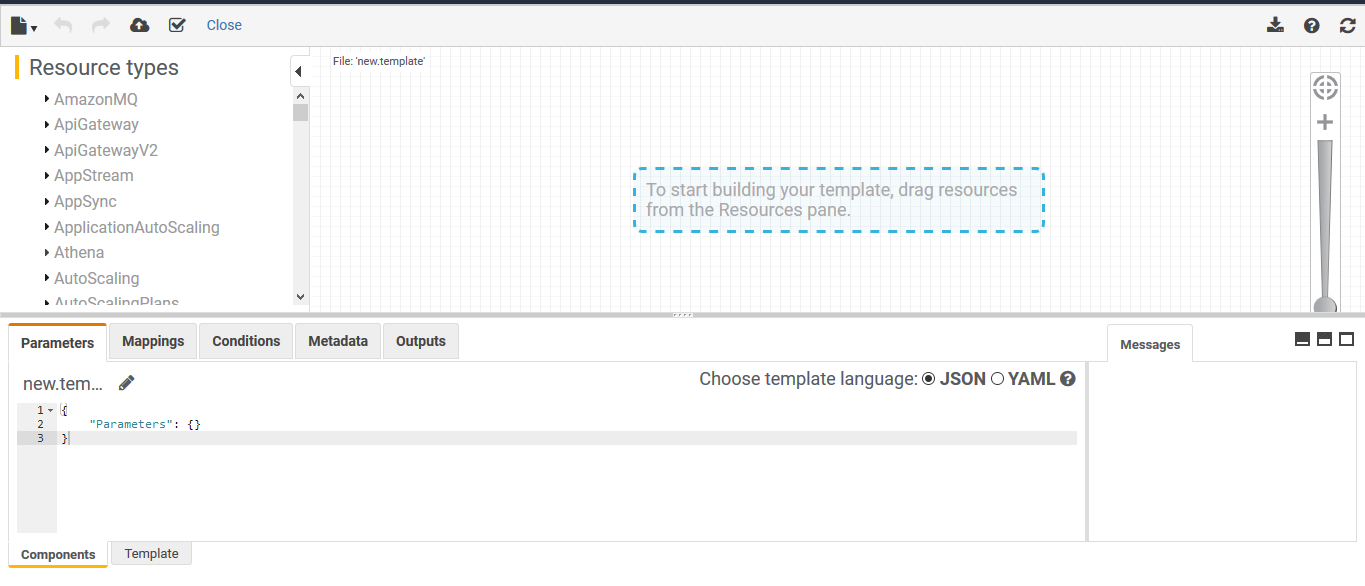 Close
Resource types
File: 'new.template'
AmazonMQ
ApiGateway
ApiGatewayV2
AppStream
AppSync
ApplicationAutoScaling
Athena
AutoScaling
AutoScalingPlans
To start building your template, drag resources
from the Resources pane.
Parameters
Mappings
Conditions
Metadata
Outputs
Messages
new.tem...
Choose template language: JSON YAML
1 {
2 "Parameters": {}
3 }
Components
Template